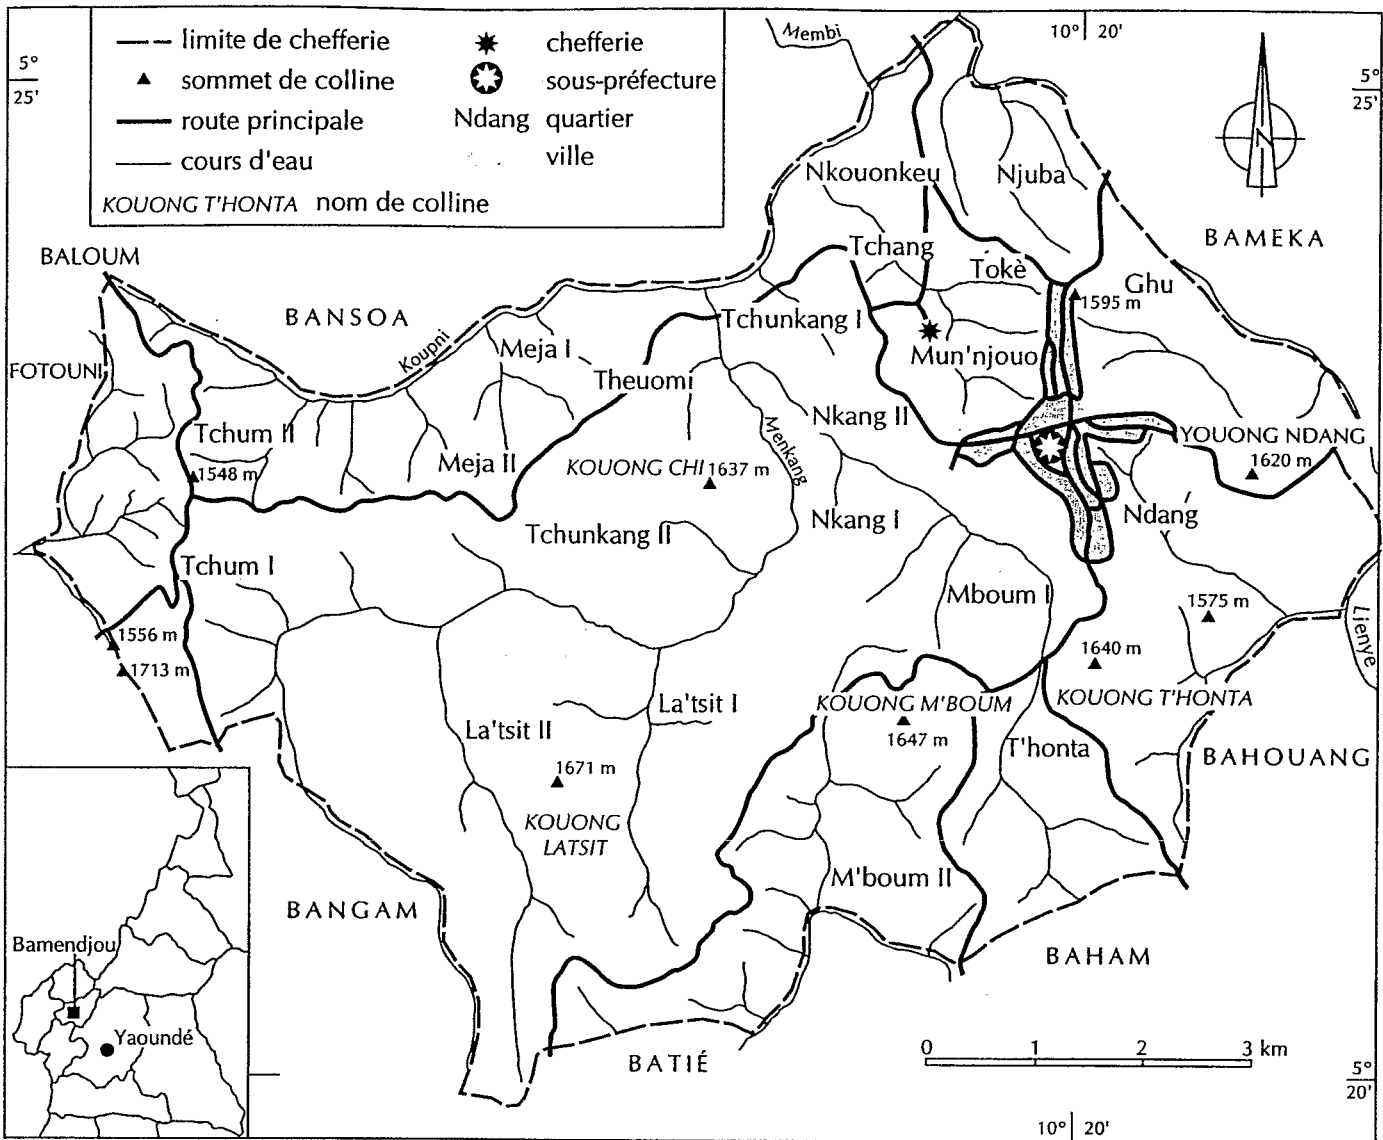 limite de chefferie
sommet de colline
route principale
cours d'eau
KOUONG T'HONTA nom de colline
chefferie
sous-préfecture
Ndang quartier
ville
Membi
10° 20'
5°
25'
5°
25'
N
Nkouonkeu
Njuba
BAMEKA
BALOUM
Tchang
Tokè
Ghu
1595 m
BANSOA
Tchunkang I
Koupni
Meja I
Mun'njouo
FOTOUNI
Theuomi
Nkang II
Tchum II
Menkang
YOUONG NDANG
1620 m
Meja II
KOUONG CHI 1637 m
1548 m
Nkang I
Ndang
Tchunkang II
Tchum I
Mboum I
1575 m
Lienye
1556 m
1713 m
1640 m
KOUONG M'BOUM
KOUONG T'HONTA
La'tsit I
La'tsit II
1647 m
T'honta
BAHOUANG
1671 m
KOUONG
LATSIT
M'boum II
BANGAM
Bamendjou
Yaoundé
BAHAM
BATIÉ
0 1 2 3 km
5°
20'
10° 20'